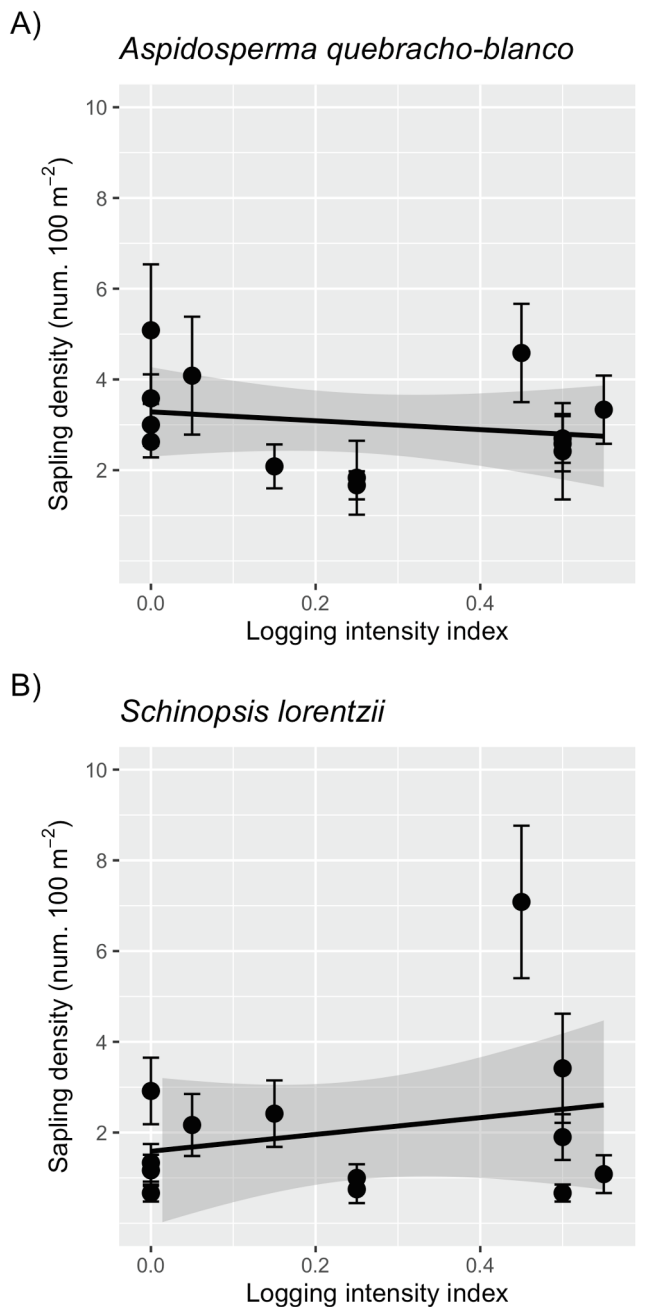 A)
Aspidosperma quebracho-blanco
10
8
6
4
2
Sapling density (num. 100 m⁻²)
0.0 0.2 0.4
Logging intensity index
B)
Schinopsis lorentzii
10
8
6
4
2
Sapling density (num. 100 m⁻²)
0.0 0.2 0.4
Logging intensity index